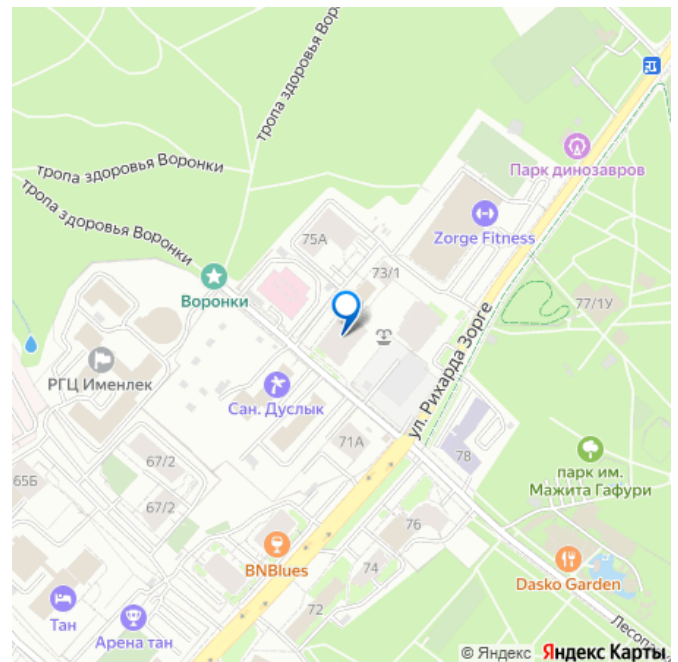 тропа здоровья Воронки
тропа здоровья Воронки
тропа здоровья Воронки
Парк динозавров
Zorge Fitness
75А
73/1
77/1У
Воронки
ул. Рихарда Зорге
РГЦ Именлек
Сан. Дуслык
71А
78
67/2
65Б
67/2
парк им.
Мажита Гафури
76
BNBlues
74
Dasko Garden
72
Тан
Арена тан
© Яндекс Яндекс Карты